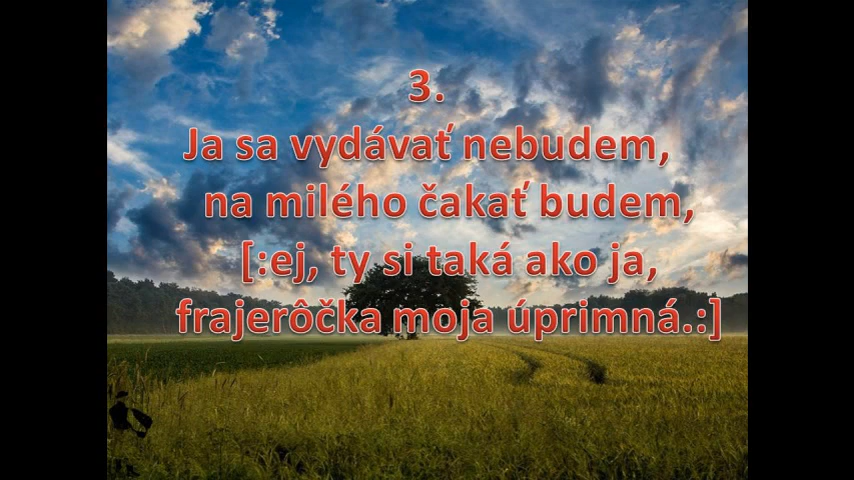 3.
Ja sa vydávať nebudem,
na milého čakať budem,
[:ej, ty si taká ako ja,
frajerôčka moja úprimná.:]